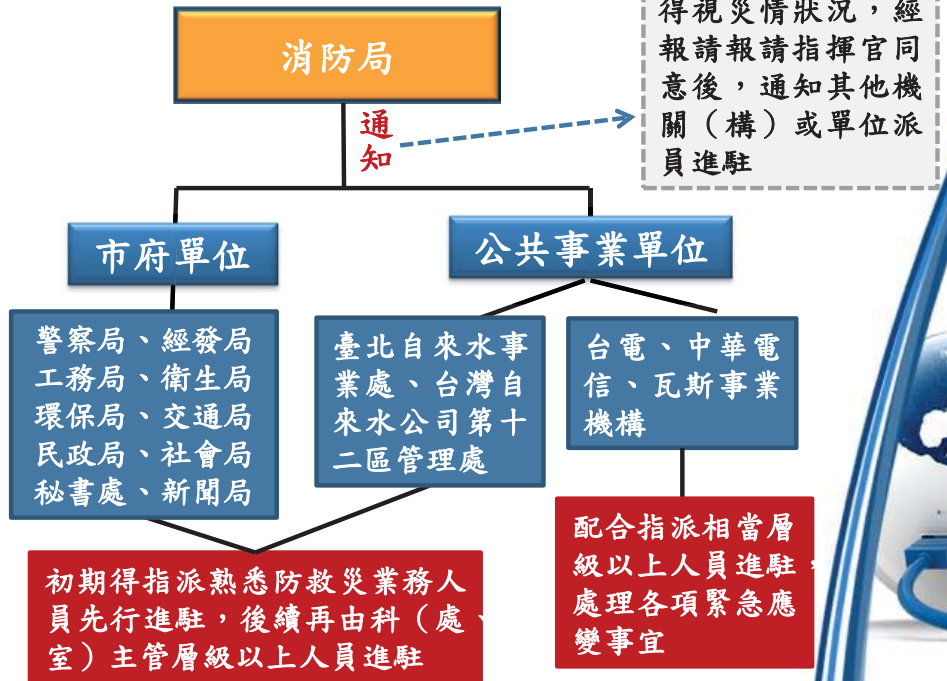 消防局
得視災情狀況，經
報請報請指揮官同
意後，通知其他機
關（構）或單位派
員進駐
通
知
市府單位
公共事業單位
警察局、經發局
工務局、衛生局
環保局、交通局
民政局、社會局
秘書處、新聞局
臺北自來水事
業處、台灣自
來水公司第十
二區管理處
台電、中華電
信、瓦斯事業
機構
初期得指派熟悉防救災業務人
員先行進駐，後續再由科（處、
室）主管層級以上人員進駐
配合指派相當層
級以上人員進駐，
處理各項緊急應
變事宜